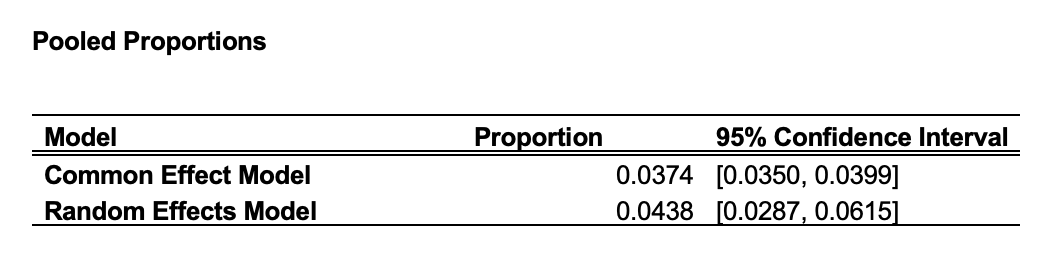 Pooled Proportions
Model Proportion 95% Confidence Interval
Common Effect Model 0.0374 [0.0350, 0.0399]
Random Effects Model 0.0438 [0.0287, 0.0615]